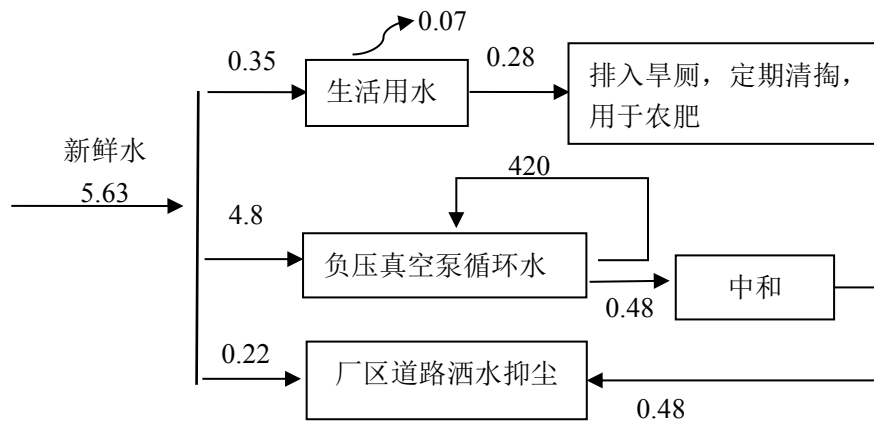 0.07
0.35
生活用水
0.28
排入旱厕，定期清掏，
用于农肥
新鲜水
5.63
420
4.8
负压真空泵循环水
0.48
中和
0.22
厂区道路洒水抑尘
0.48